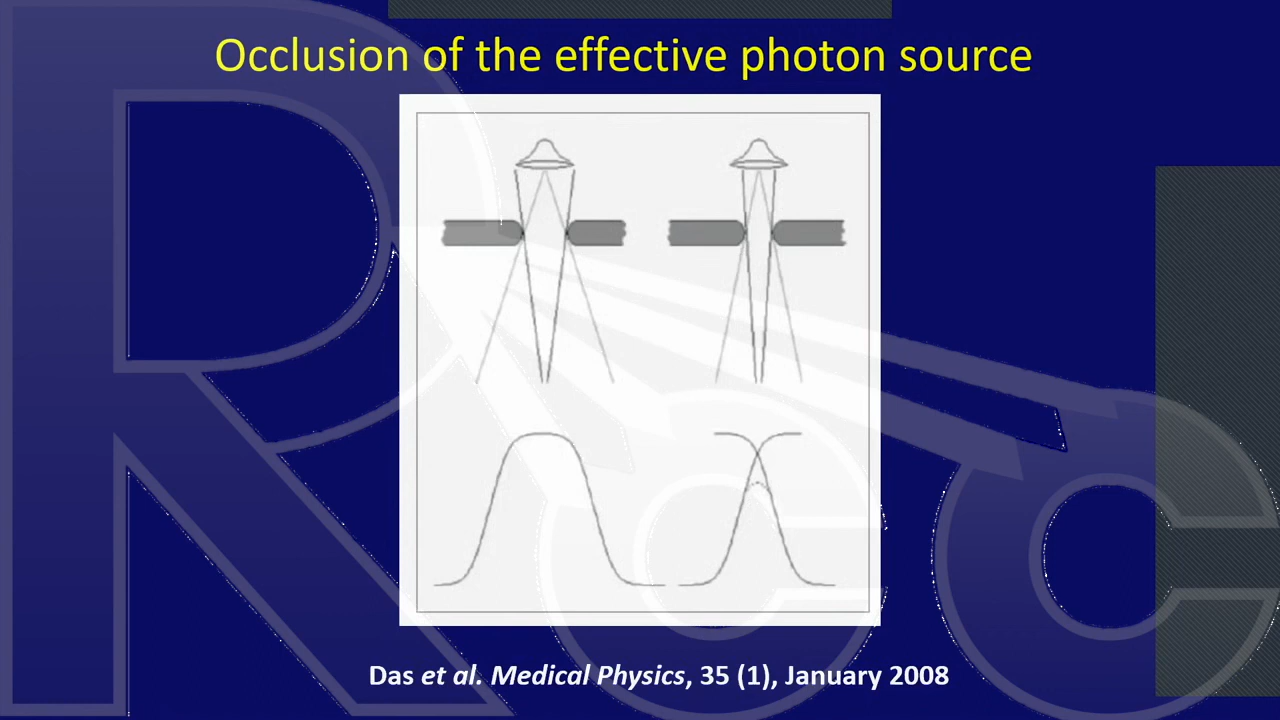 Occlusion of the effective photon source
Das et al. Medical Physics, 35 (1), January 2008